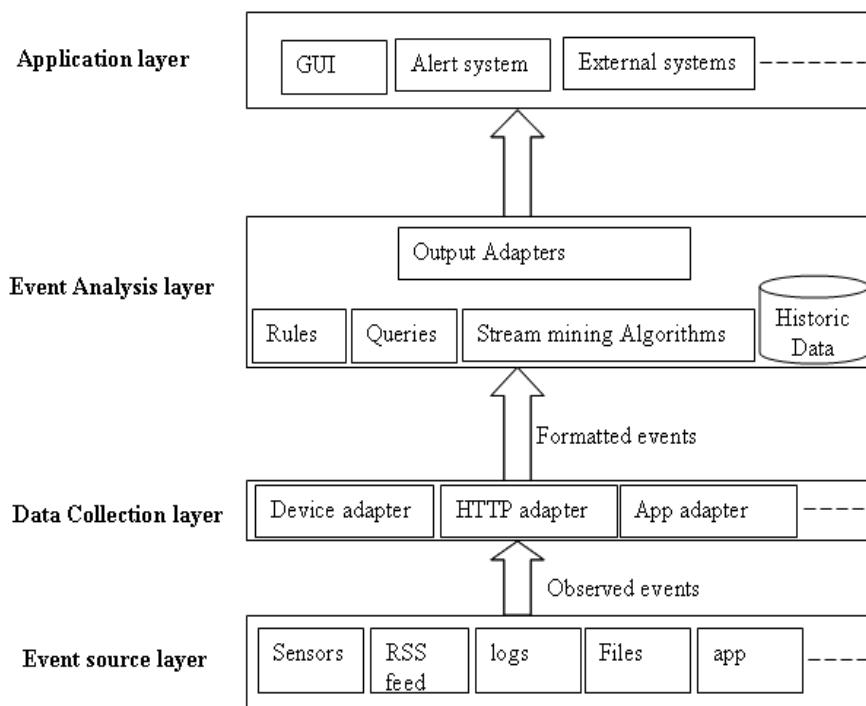 Application layer
GUI
Alert system
External systems
Output Adapters
Event Analysis layer
Rules
Queries
Stream mining Algorithms
Historic
Data
Formatted events
Data Collection layer
Device adapter
HTTP adapter
App adapter
Observed events
Event source layer
Sensors
RSS
feed
logs
Files
app